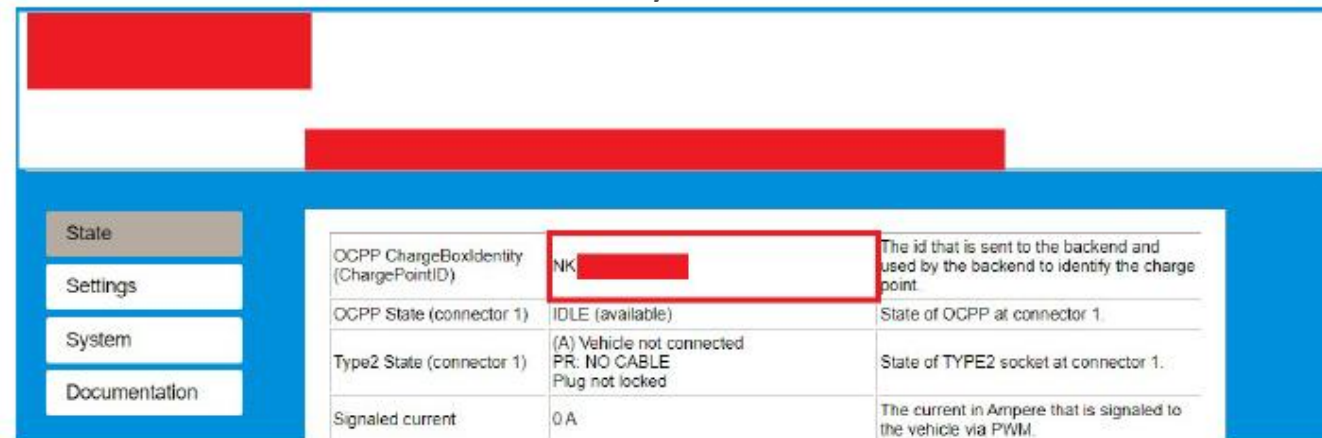 State
Settings
System
Documentation
OCPP ChargeBoxIdentity
(ChargePointID)
NK
The id that is sent to the backend and
used by the backend to identify the charge
point.
OCPP State (connector 1)
IDLE (available)
State of OCPP at connector 1.
Type2 State (connector 1)
(A) Vehicle not connected
PR: NO CABLE
Plug not locked
State of TYPE2 socket at connector 1.
Signaled current
0 A
The current in Ampere that is signaled to
the vehicle via PWM.